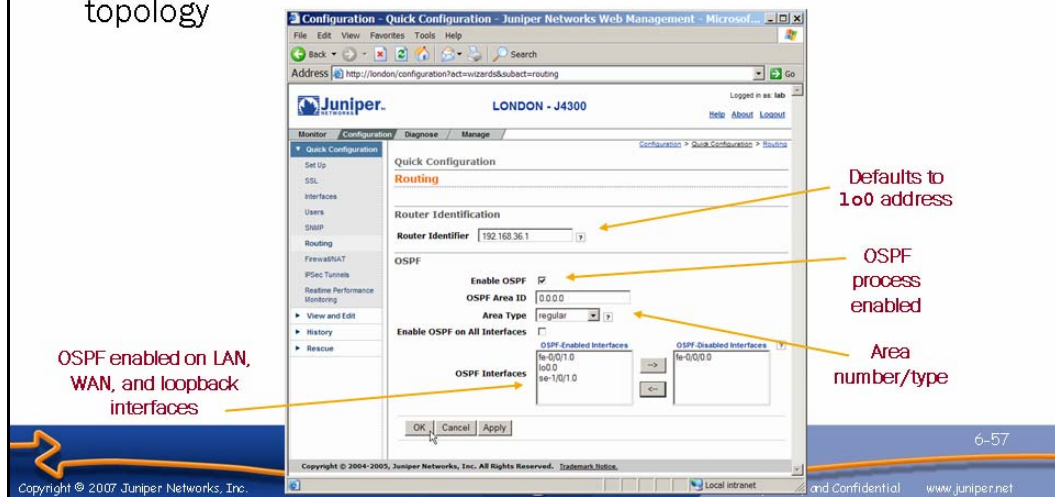 topology
Configuration - Quick Configuration - Juniper Networks Web Management - Microsof...
File Edit View Favorites Tools Help
Back Search
Address http://london/configuration?act=wizards&subact=routing Go
Logged in as: lab
Juniper
NETWORKS
LONDON - J4300
Help About Logout
Monitor Configuration Diagnose Manage
Configuration > Quick Configuration > Routing
Quick Configuration
Set Up
SSL
Interfaces
Users
SNMP
Routing
Firewall/NAT
IPSec Tunnels
Realtime Performance
Monitoring
View and Edit
History
Rescue
Quick Configuration
Routing
Router Identification
Router Identifier 192.168.36.1 ?
OSPF
Enable OSPF
OSPF Area ID 0.0.0.0
Area Type regular ?
Enable OSPF on All Interfaces
OSPF-Enabled Interfaces OSPF-Disabled Interfaces ?
OSPF Interfaces
fe-0/0/1.0
lo0.0
se-1/0/1.0
-->
<--
fe-0/0/0.0
OK Cancel Apply
Copyright © 2004-2005, Juniper Networks, Inc. All Rights Reserved. Trademark Notice.
Local intranet
Defaults to
lo0 address
OSPF
process
enabled
Area
number/type
OSPF enabled on LAN,
WAN, and loopback
interfaces
6-57
Copyright © 2007 Juniper Networks, Inc.
and Confidential www.juniper.net